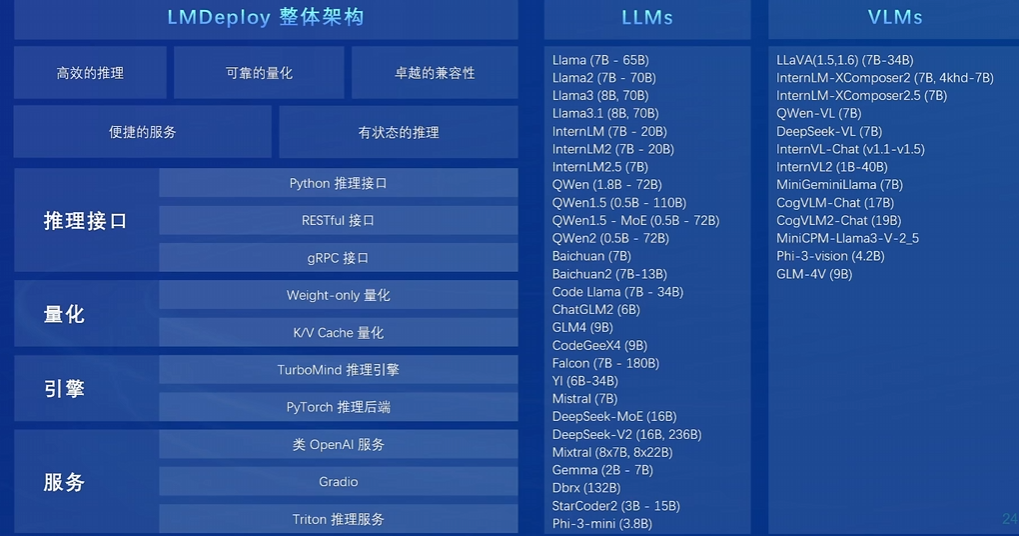 LMDeploy 整体架构
高效的推理
可靠的量化
卓越的兼容性
便捷的服务
有状态的推理
推理接口
Python 推理接口
RESTful 接口
gRPC 接口
量化
Weight-only 量化
K/V Cache 量化
引擎
TurboMind 推理引擎
PyTorch 推理后端
服务
类 OpenAI 服务
Gradio
Triton 推理服务
LLMs
Llama (7B - 65B)
Llama2 (7B - 70B)
Llama3 (8B, 70B)
Llama3.1 (8B, 70B)
InternLM (7B - 20B)
InternLM2 (7B - 20B)
InternLM2.5 (7B)
QWen (1.8B - 72B)
QWen1.5 (0.5B - 110B)
QWen1.5 - MoE (0.5B - 72B)
QWen2 (0.5B - 72B)
Baichuan (7B)
Baichuan2 (7B-13B)
Code Llama (7B - 34B)
ChatGLM2 (6B)
GLM4 (9B)
CodeGeeX4 (9B)
Falcon (7B - 180B)
YI (6B-34B)
Mistral (7B)
DeepSeek-MoE (16B)
DeepSeek-V2 (16B, 236B)
Mixtral (8x7B, 8x22B)
Gemma (2B - 7B)
Dbrx (132B)
StarCoder2 (3B - 15B)
Phi-3-mini (3.8B)
VLMs
LLaVA(1.5,1.6) (7B-34B)
InternLM-XComposer2 (7B, 4khd-7B)
InternLM-XComposer2.5 (7B)
QWen-VL (7B)
DeepSeek-VL (7B)
InternVL-Chat (v1.1-v1.5)
InternVL2 (1B-40B)
MiniGeminiLlama (7B)
CogVLM-Chat (17B)
CogVLM2-Chat (19B)
MiniCPM-Llama3-V-2_5
Phi-3-vision (4.2B)
GLM-4V (9B)
24